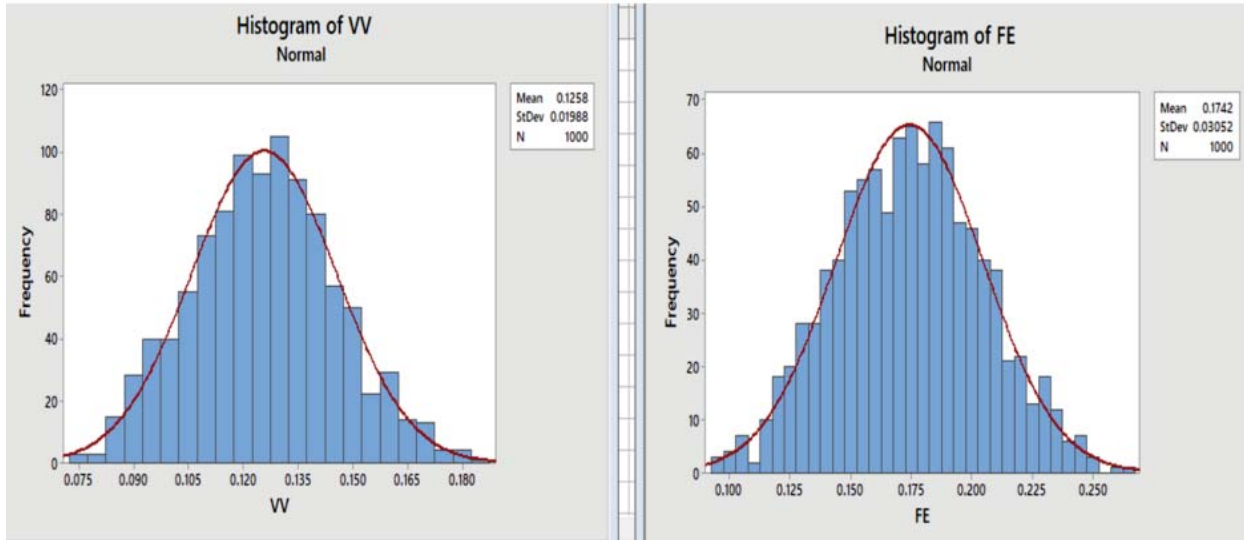 Histogram of VV
Normal
Mean 0.1258
StDev 0.01988
N 1000
120
100
80
60
40
20
0
Frequency
0.075 0.090 0.105 0.120 0.135 0.150 0.165 0.180
VV
Histogram of FE
Normal
Mean 0.1742
StDev 0.03052
N 1000
70
60
50
40
30
20
10
0
Frequency
0.100 0.125 0.150 0.175 0.200 0.225 0.250
FE